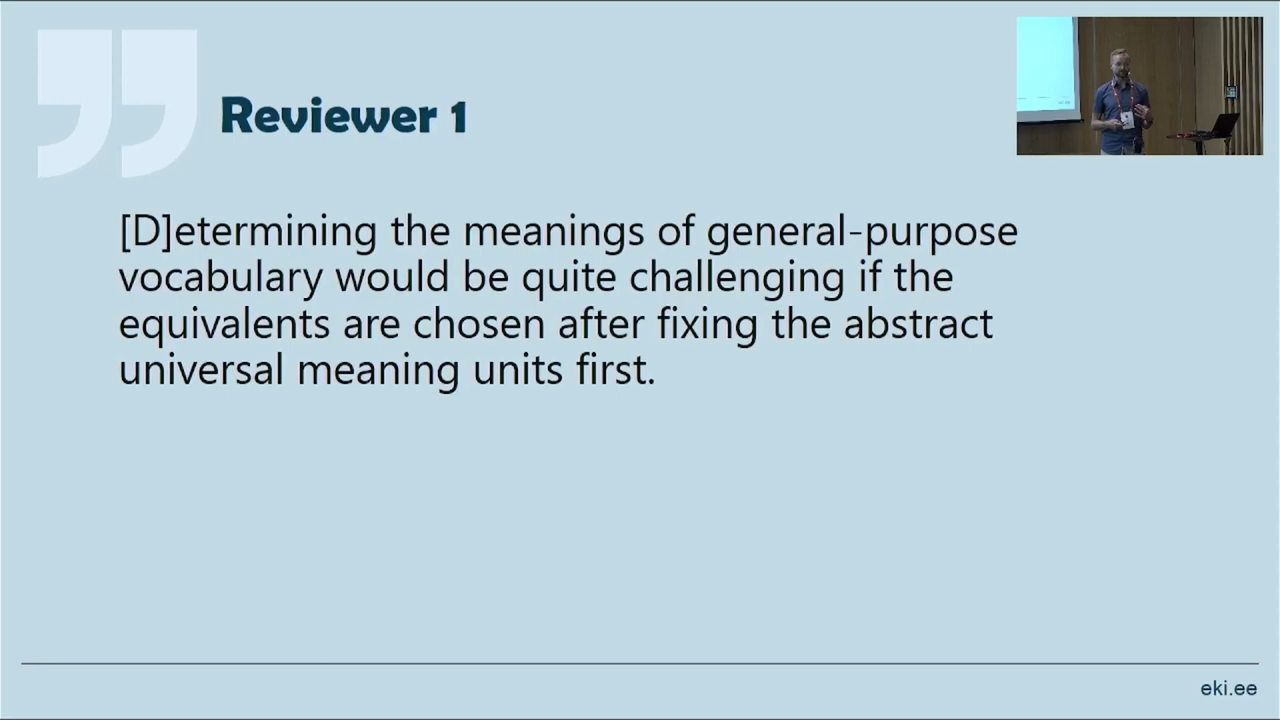 Reviewer 1
[D]etermining the meanings of general-purpose
vocabulary would be quite challenging if the
equivalents are chosen after fixing the abstract
universal meaning units first.
eki.ee